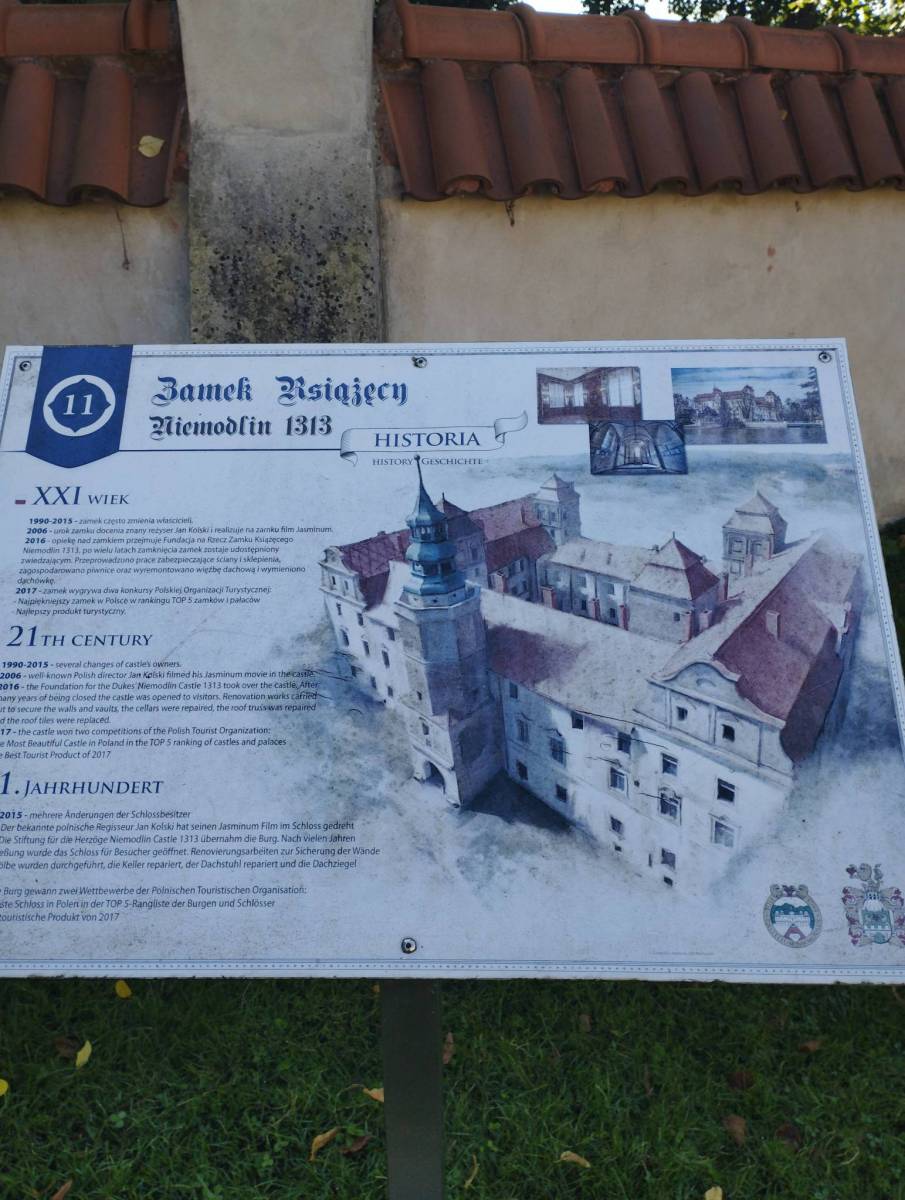 11
Zamek Książęcy
Niemodlin 1313
HISTORIA
HISTORY GESCHICHTE
XXI WIEK
1990-2015 - zamek często zmienia właścicieli.
2006 - urok zamku docenia znany reżyser Jan Kolski i realizuje na zamku film Jasminum.
2016 - opiekę nad zamkiem przejmuje Fundacja na Rzecz Zamku Książęcego
Niemodlin 1313, po wielu latach zamknięcia zamek zostaje udostępniony
zwiedzającym. Przeprowadzono prace zabezpieczające ściany i sklepienia,
zagospodarowano piwnice oraz wyremontowano więźbę dachową i wymieniono
dachówkę.
2017 - zamek wygrywa dwa konkursy Polskiej Organizacji Turystycznej:
- Najpiękniejszy zamek w Polsce w rankingu TOP 5 zamków i pałaców
Najlepszy produkt turystyczny.
21TH CENTURY
1990-2015 - several changes of castle's owners.
2006 - well-known Polish director Jan Kolski filmed his Jasminum movie in the castle.
2016 - the Foundation for the Dukes' Niemodlin Castle 1313 took over the castle. After
any years of being closed the castle was opened to visitors. Renovation works carried
ut to secure the walls and vaults, the cellars were repaired, the roof truss was repaired
d the roof tiles were replaced.
17 - the castle won two competitions of the Polish Tourist Organization:
e Most Beautiful Castle in Poland in the TOP 5 ranking of castles and palaces
e Best Tourist Product of 2017
1. JAHRHUNDERT
2015 - mehrere Änderungen der Schlossbesitzer
Der bekannte polnische Regisseur Jan Kolski hat seinen Jasminum Film im Schloss gedreht
Die Stiftung für die Herzöge Niemodlin Castle 1313 übernahm die Burg. Nach vielen Jahren
eßung wurde das Schloss für Besucher geöffnet. Renovierungsarbeiten zur Sicherung der Wände
ölbe wurden durchgeführt, die Keller repariert, der Dachstuhl repariert und die Dachziegel
e Burg gewann zwei Wettbewerbe der Polnischen Touristischen Organisation:
ste Schloss in Polen in der TOP 5-Rangliste der Burgen und Schlösser
touristische Produkt von 2017